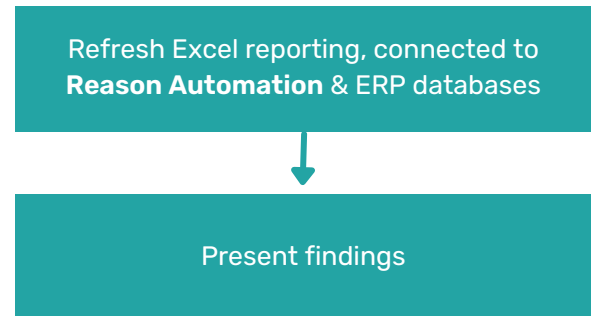 Refresh Excel reporting, connected to
Reason Automation & ERP databases
Present findings